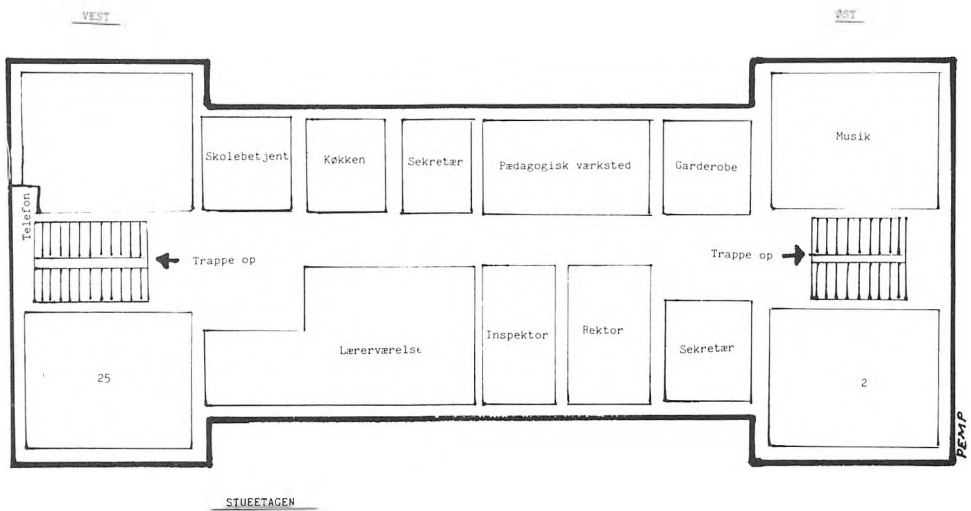 VEST
ØST
Skolebetjent
Køkken
Sekretær
Pædagogisk værksted
Garderobe
Musik
Telefon
Trappe op
Trappe op
25
Lærerværelse
Inspektor
Rektor
Sekretær
2
PEMP
STUEETAGEN